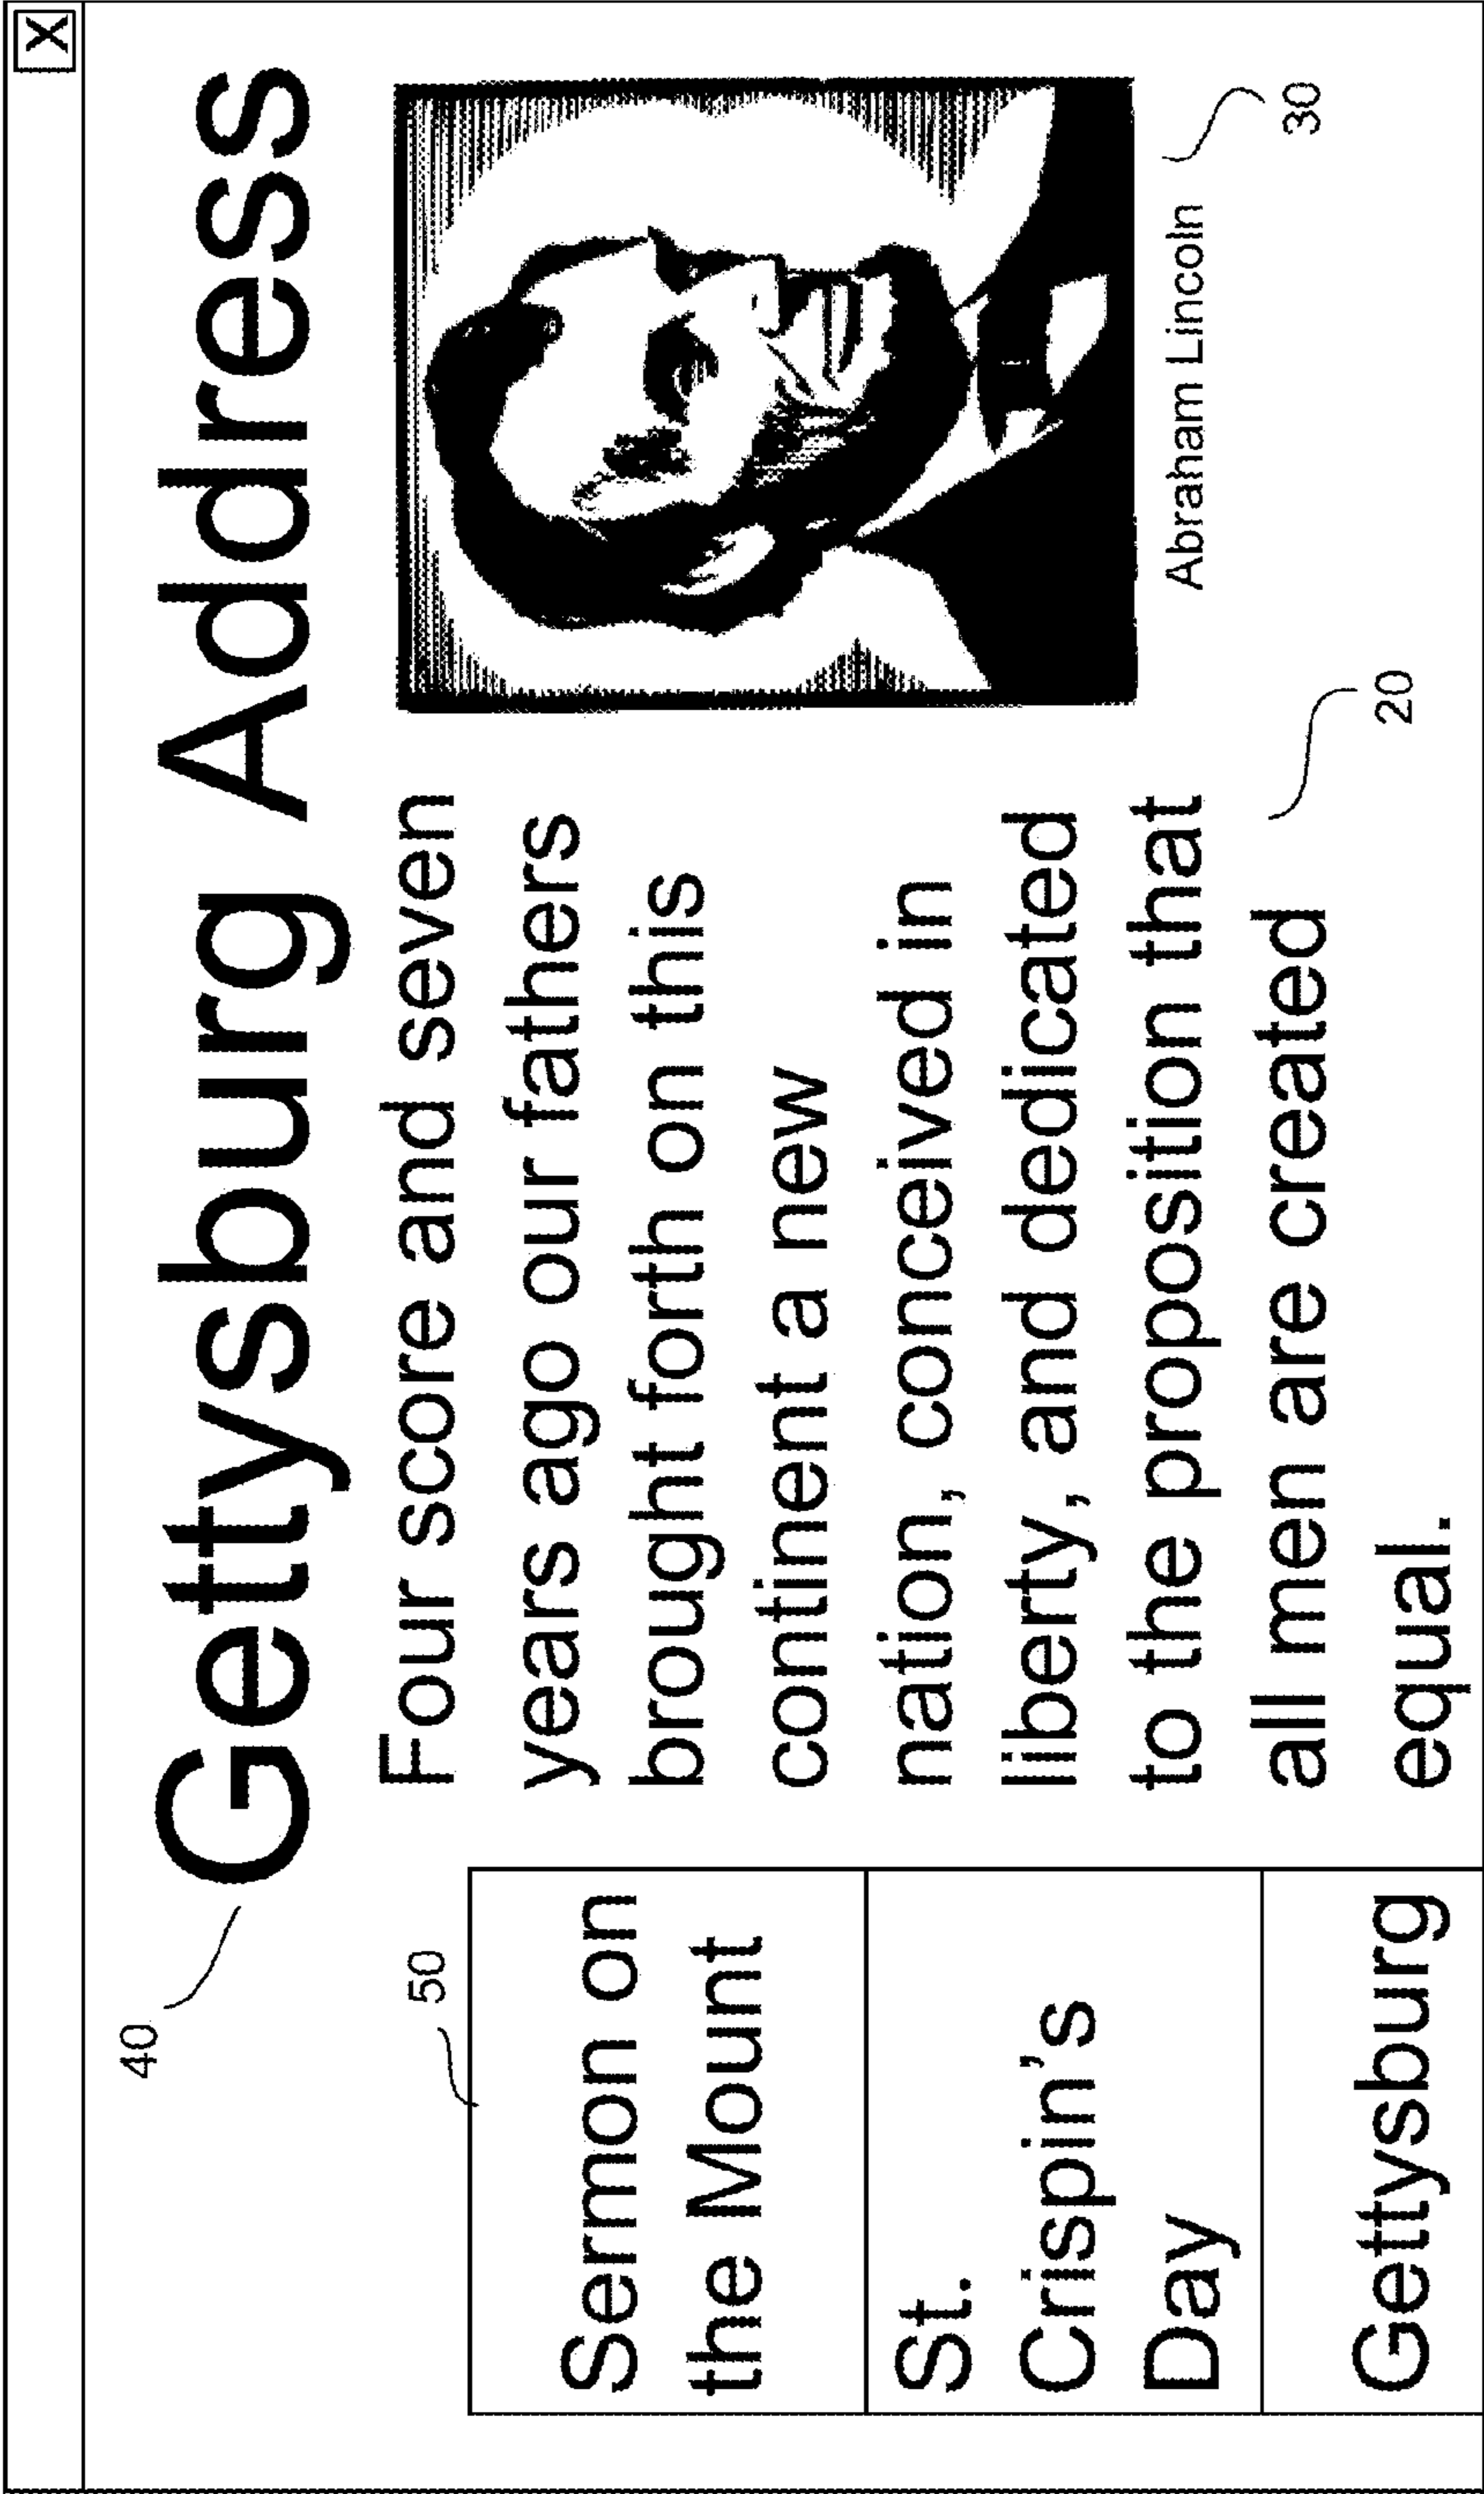 X
40
Gettysburg Address
50
Sermon on
the Mount
St.
Crispin's
Day
Gettysburg
Four score and seven
years ago our fathers
brought forth on this
continent a new
nation, conceived in
liberty, and dedicated
to the proposition that
all men are created
equal.
20
Abraham Lincoln
30